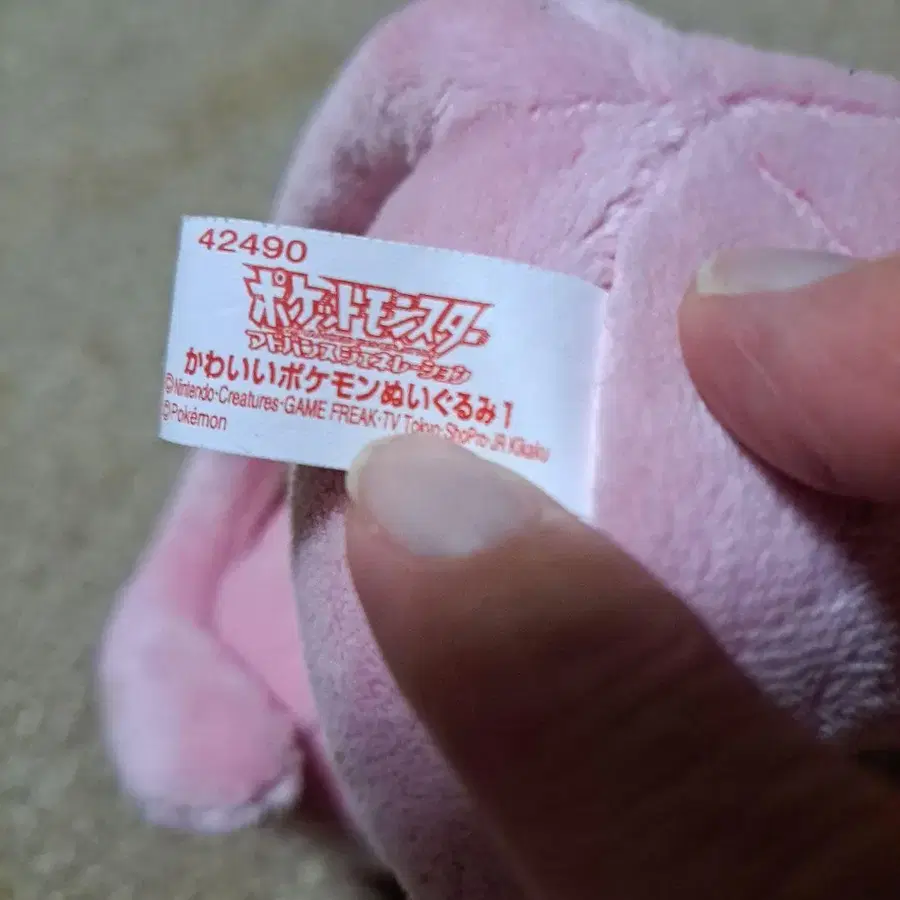 42490
ポケットモンスター
アドバンスジェネレーション
かわいいポケモンぬいぐるみ1
©Nintendo・Creatures・GAME FREAK・TV Tokyo・ShoPro・JR Kikaku
©Pokémon